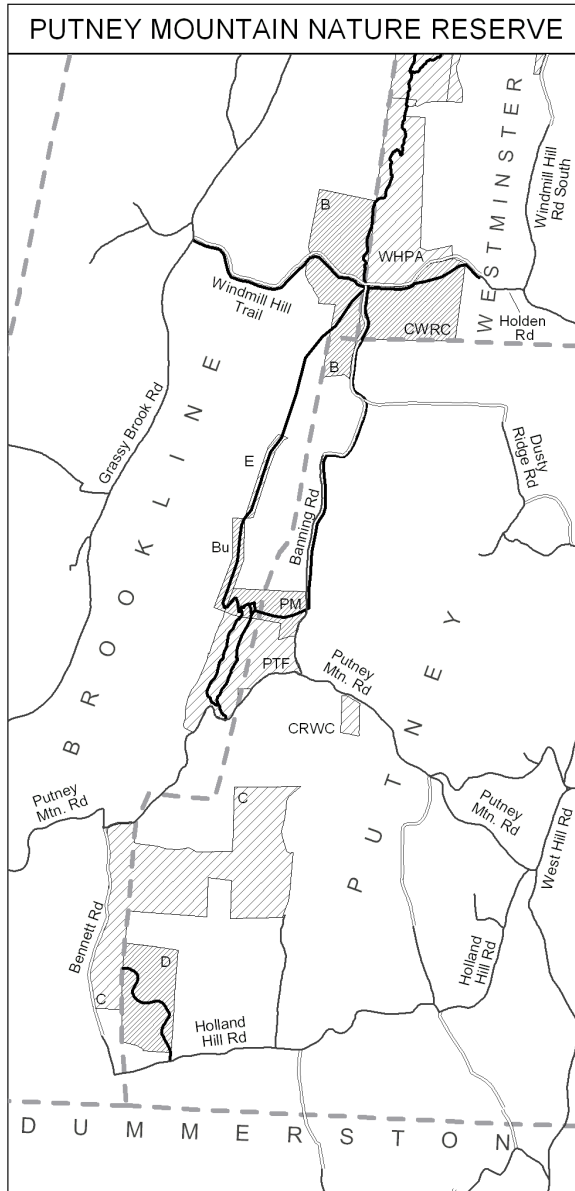 PUTNEY MOUNTAIN NATURE RESERVE
WESTMINSTER
Windmill Hill
Rd South
B
WHPA
Windmill Hill
Trail
CWRC
Holden
Rd
B
BROOKLINE
Grassy Brook Rd
E
Banning Rd
Dusty
Ridge Rd
Bu
PM
PTF
Putney
Mtn. Rd
CRWC
PUTNEY
Putney
Mtn. Rd
C
Putney
Mtn. Rd
West Hill Rd
Bennett Rd
Holland
Hill Rd
D
C
Holland
Hill Rd
DUMMERSTON